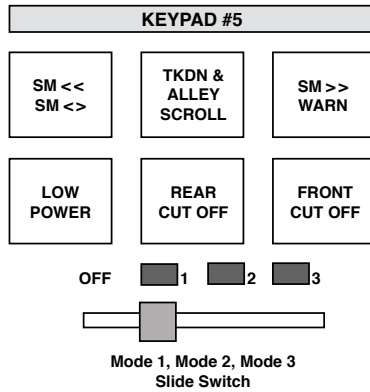 KEYPAD #5
SM <<
SM <>
TKDN &
ALLEY
SCROLL
SM >>
WARN
LOW
POWER
REAR
CUT OFF
FRONT
CUT OFF
OFF 1 2 3
Mode 1, Mode 2, Mode 3
Slide Switch